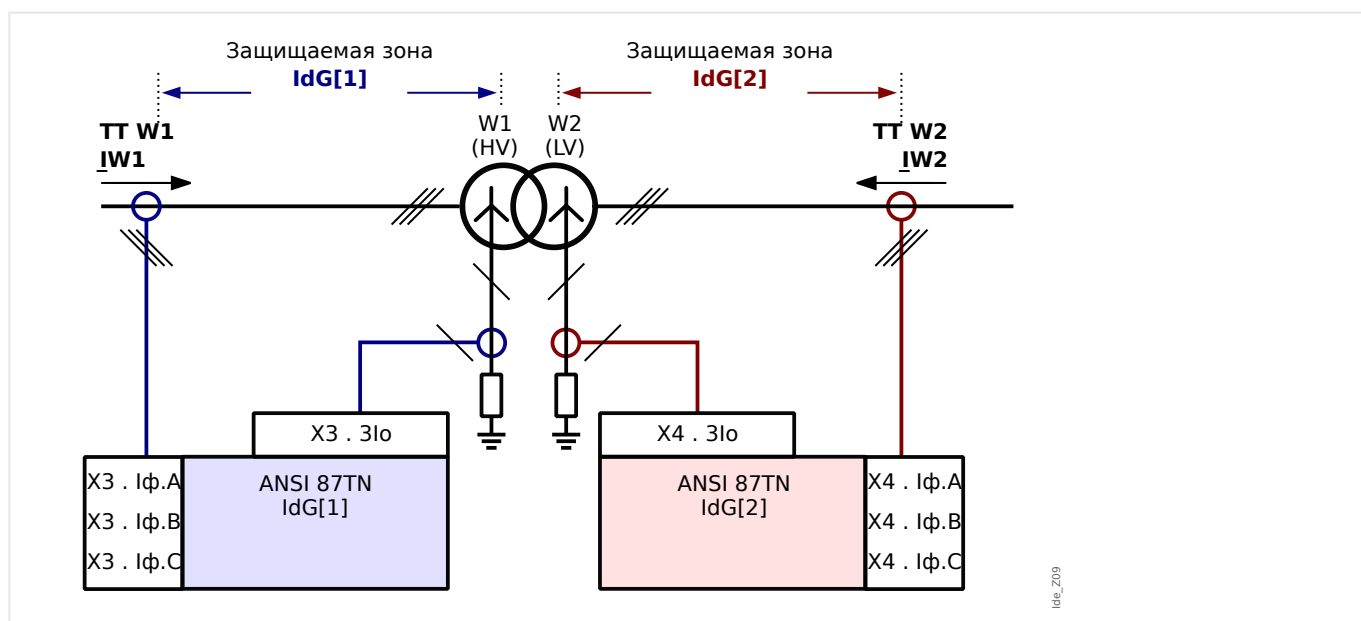 Защищаемая зона
IdG[1]
Защищаемая зона
IdG[2]
TT W1
IW1
W1
(HV)
W2
(LV)
TT W2
IW2
X3 . 3Io
X4 . 3Io
X3 . Iф.A
X3 . Iф.B
X3 . Iф.C
ANSI 87TN
IdG[1]
ANSI 87TN
IdG[2]
X4 . Iф.A
X4 . Iф.B
X4 . Iф.C
Ide_Z09